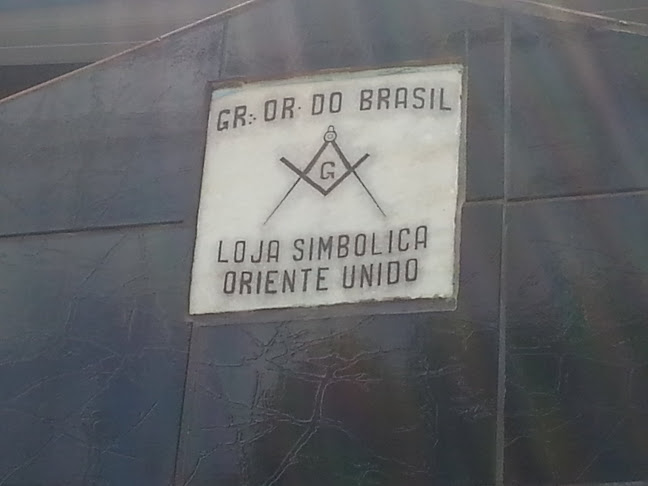 GR∴ OR· DO BRASIL
G
LOJA SIMBOLICA
ORIENTE UNIDO